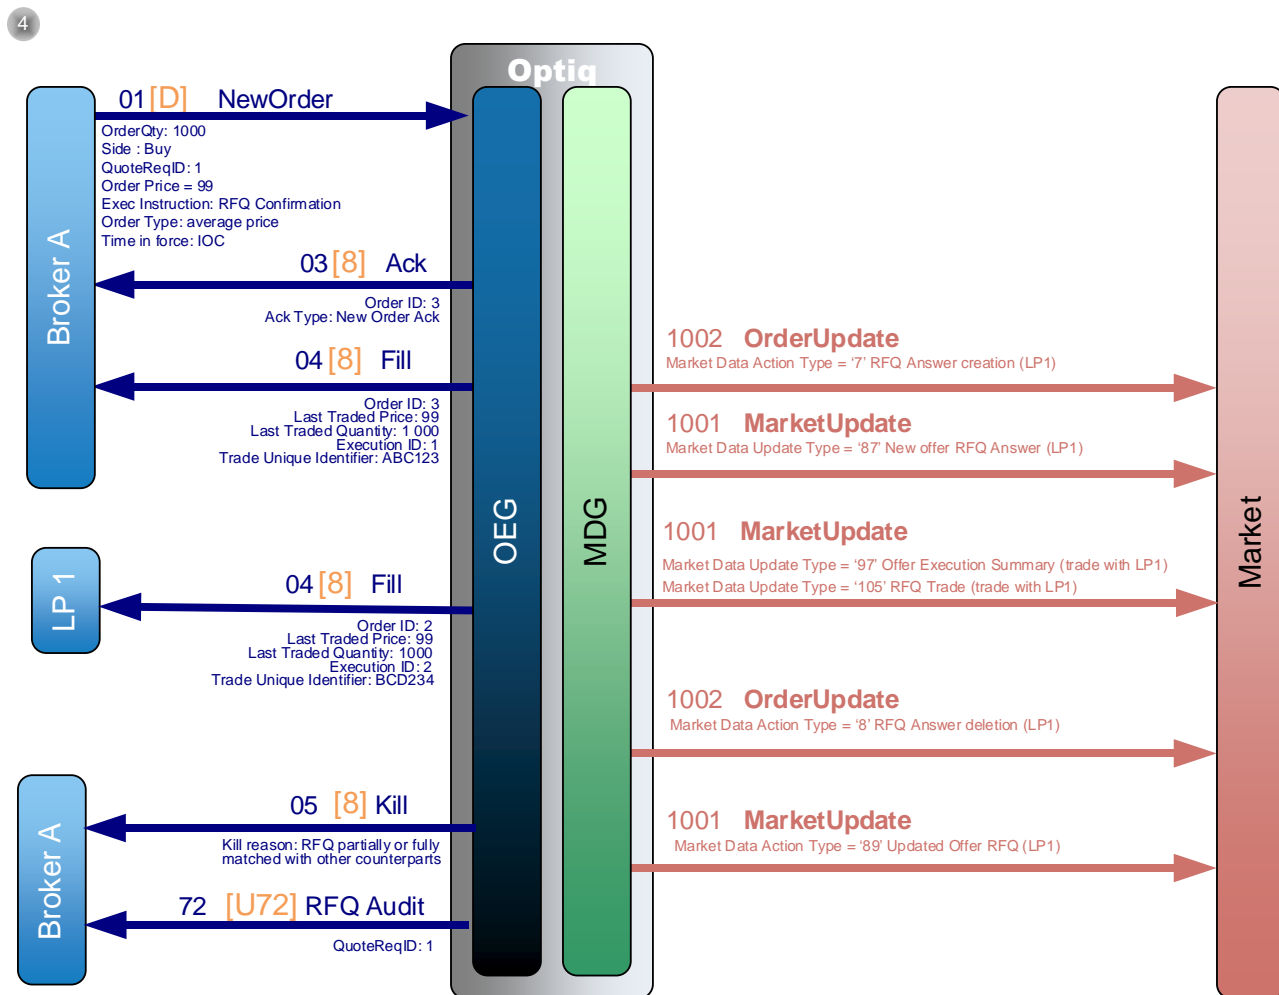 4
Optiq
01 [D] NewOrder
OrderQty: 1000
Side : Buy
QuoteReqID: 1
Order Price = 99
Exec Instruction: RFQ Confirmation
Order Type: average price
Time in force: IOC
Broker A
03 [8] Ack
Order ID: 3
Ack Type: New Order Ack
04 [8] Fill
Order ID: 3
Last Traded Price: 99
Last Traded Quantity: 1 000
Execution ID: 1
Trade Unique Identifier: ABC123
LP 1
04 [8] Fill
Order ID: 2
Last Traded Price: 99
Last Traded Quantity: 1000
Execution ID: 2
Trade Unique Identifier: BCD234
Broker A
05 [8] Kill
Kill reason: RFQ partially or fully
matched with other counterparts
72 [U72] RFQ Audit
QuoteReqID: 1
OEG
MDG
1002 OrderUpdate
Market Data Action Type = ‘7’ RFQ Answer creation (LP1)
1001 MarketUpdate
Market Data Update Type = ‘87’ New offer RFQ Answer (LP1)
1001 MarketUpdate
Market Data Update Type = ‘97’ Offer Execution Summary (trade with LP1)
Market Data Update Type = ‘105’ RFQ Trade (trade with LP1)
1002 OrderUpdate
Market Data Action Type = ‘8’ RFQ Answer deletion (LP1)
1001 MarketUpdate
Market Data Action Type = ‘89’ Updated Offer RFQ (LP1)
Market